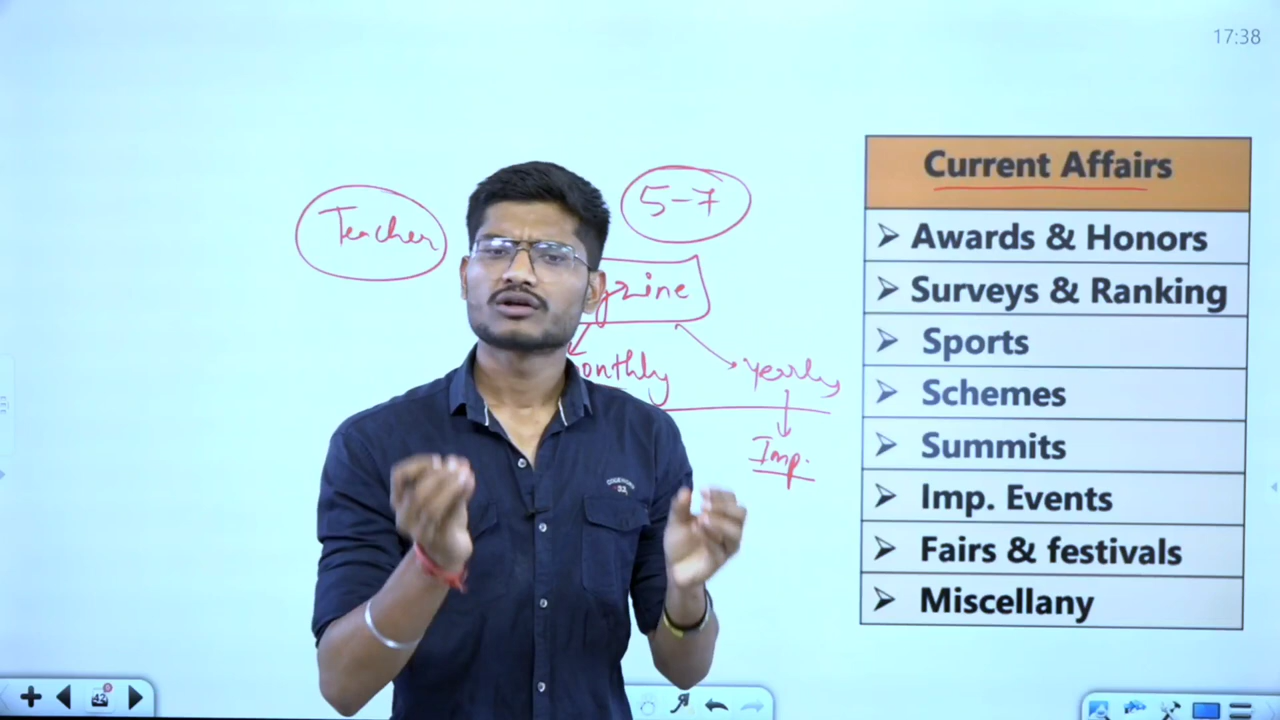 17:38
Teacher
5-7
Current Affairs
➢ Awards & Honors
➢ Surveys & Ranking
➢ Sports
➢ Schemes
➢ Summits
➢ Imp. Events
➢ Fairs & festivals
➢ Miscellany
yearly
Imp.
42